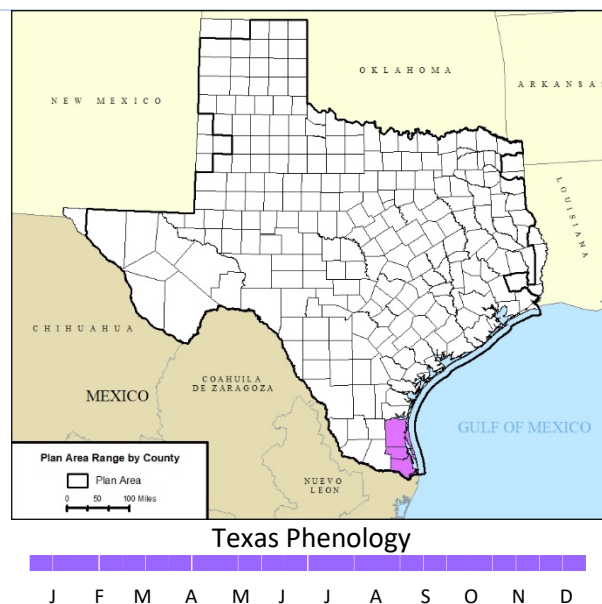 OKLAHOMA
ARKANSAS
NEW MEXICO
LOUISIANA
CHIHUAHUA
COAHUILA
DE ZARAGOZA
MEXICO
GULF OF MEXICO
NUEVO
LEON
Plan Area Range by County
Plan Area
0 50 100 Miles
Texas Phenology
J F M A M J J A S O N D